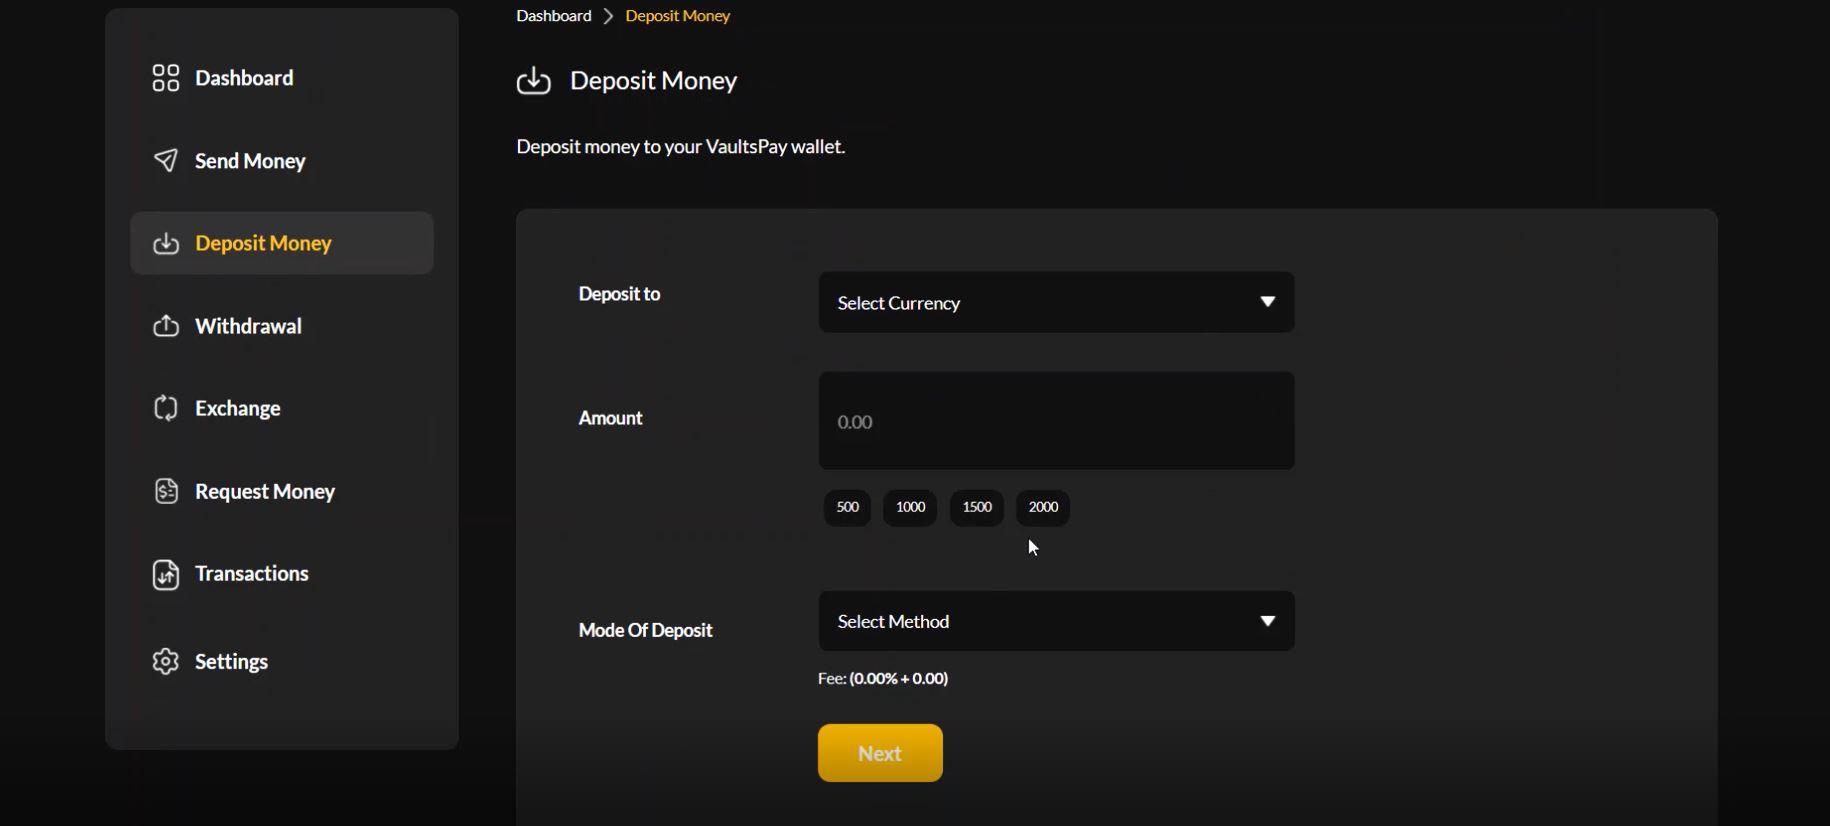 Dashboard > Deposit Money
Dashboard
Send Money
Deposit Money
Withdrawal
Exchange
Request Money
Transactions
Settings
Deposit Money
Deposit money to your VaultsPay wallet.
Deposit to
Select Currency
Amount
0.00
500 1000 1500 2000
Mode Of Deposit
Select Method
Fee: (0.00% + 0.00)
Next